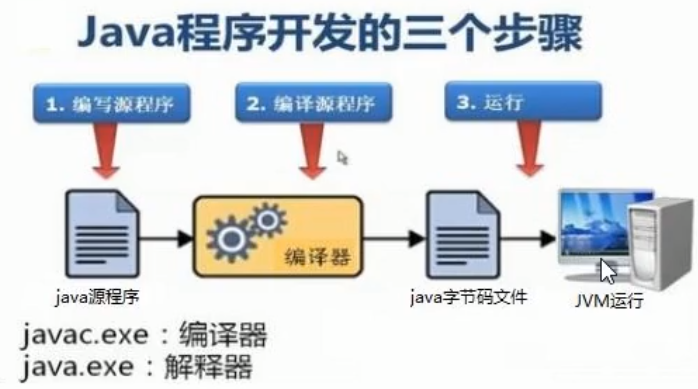 Java程序开发的三个步骤
1. 编写源程序
2. 编译源程序
3. 运行
编译器
java源程序
java字节码文件
JVM运行
javac.exe：编译器
java.exe：解释器